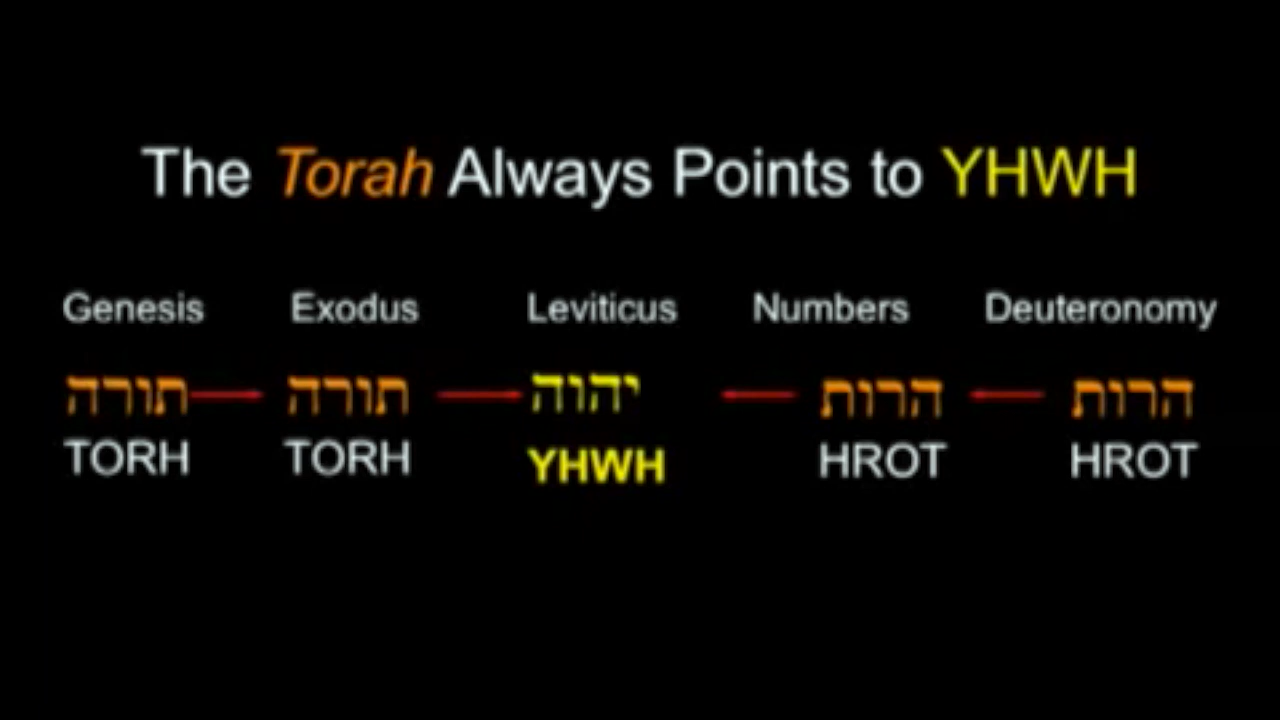 The Torah Always Points to YHWH
Genesis Exodus Leviticus Numbers Deuteronomy
תורה תורה יהוה הרות הרות
TORH TORH YHWH HROT HROT